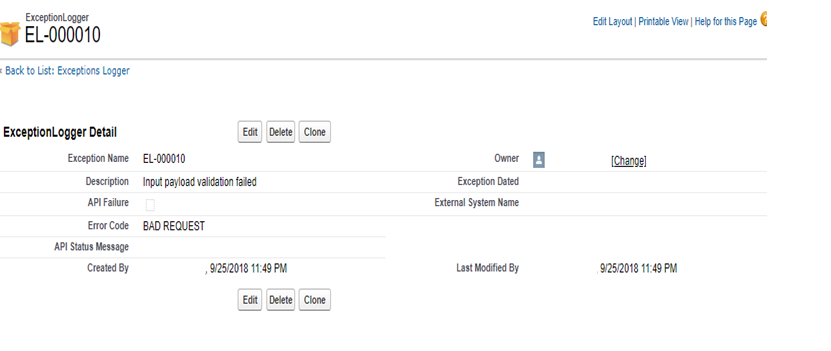 ExceptionLogger
EL-000010
Edit Layout | Printable View | Help for this Page
‹ Back to List: Exceptions Logger
ExceptionLogger Detail
Edit Delete Clone
Exception Name EL-000010 Owner [Change]
Description Input payload validation failed Exception Dated
API Failure External System Name
Error Code BAD REQUEST
API Status Message
Created By , 9/25/2018 11:49 PM Last Modified By 9/25/2018 11:49 PM
Edit Delete Clone